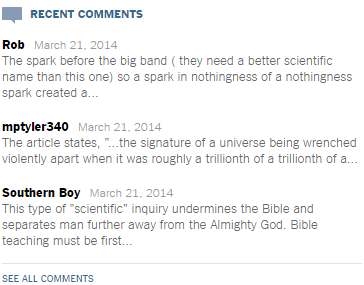 RECENT COMMENTS
Rob March 21, 2014
The spark before the big band ( they need a better scientific
name than this one) so a spark in nothingness of a nothingness
spark created a...
mptyler340 March 21, 2014
The article states, "...the signature of a universe being wrenched
violently apart when it was roughly a trillionth of a trillionth of a...
Southern Boy March 21, 2014
This type of "scientific" inquiry undermines the Bible and
separates man further away from the Almighty God. Bible
teaching must be first...
SEE ALL COMMENTS